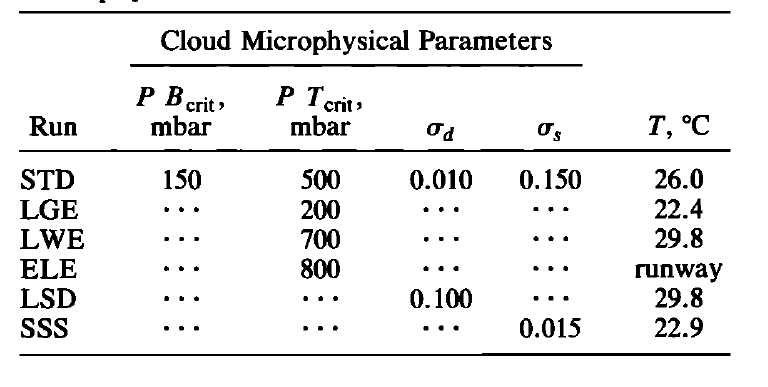 Cloud Microphysical Parameters
P B_crit, P T_crit,
Run mbar mbar σ_d σ_s T, °C
STD 150 500 0.010 0.150 26.0
LGE ··· 200 ··· ··· 22.4
LWE ··· 700 ··· ··· 29.8
ELE ··· 800 ··· ··· runway
LSD ··· ··· 0.100 ··· 29.8
SSS ··· ··· ··· 0.015 22.9